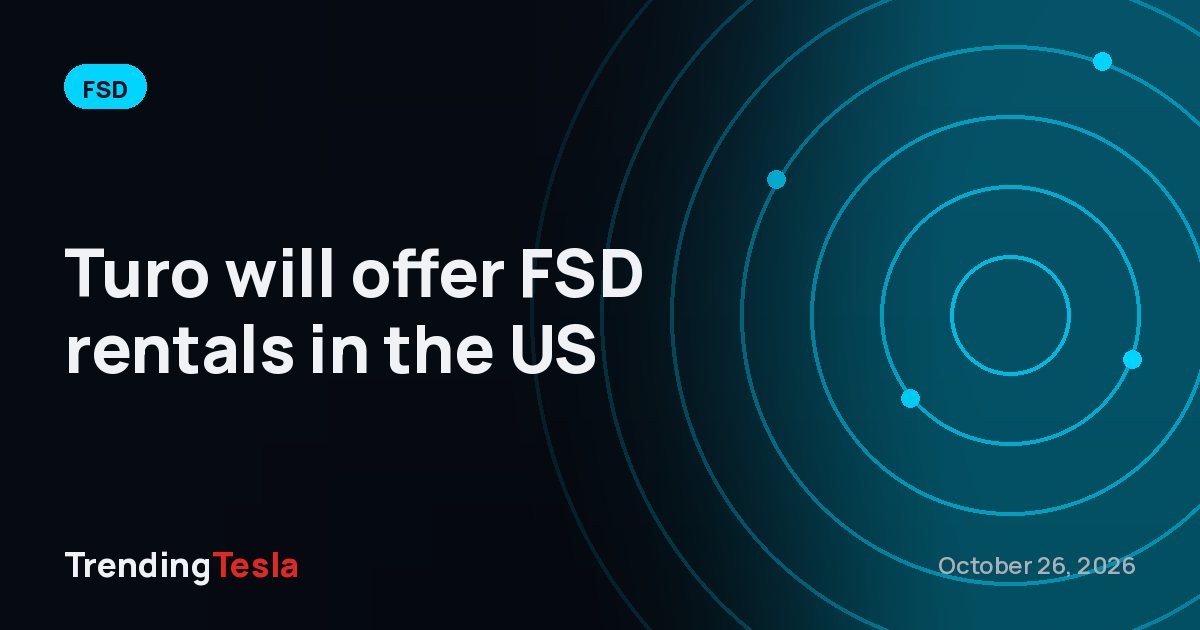 FSD
Turo will offer FSD
rentals in the US
TrendingTesla
October 26, 2026